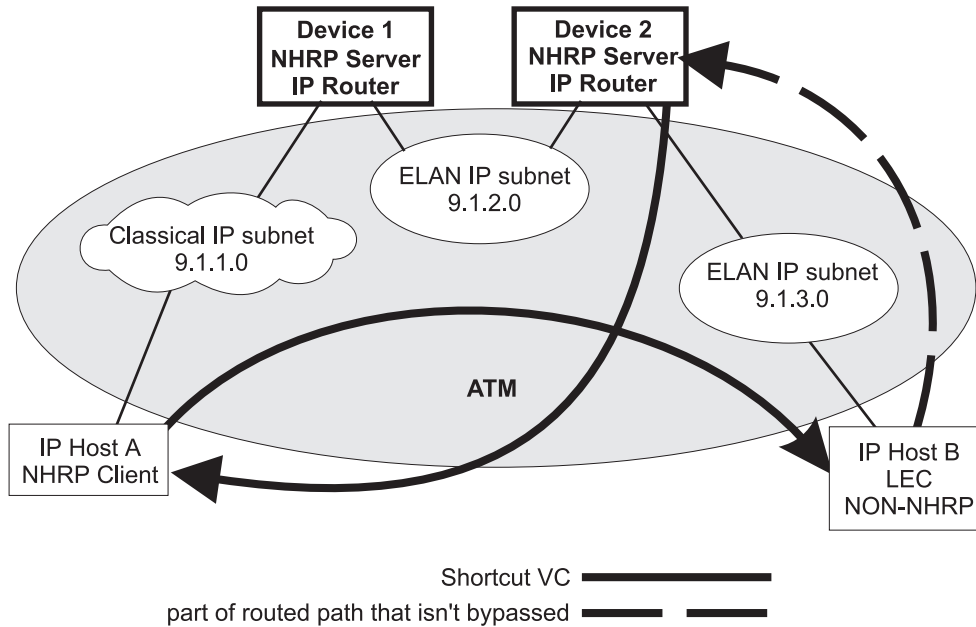 Device 1
NHRP Server
IP Router
Device 2
NHRP Server
IP Router
ELAN IP subnet
9.1.2.0
Classical IP subnet
9.1.1.0
ELAN IP subnet
9.1.3.0
ATM
IP Host A
NHRP Client
IP Host B
LEC
NON-NHRP
Shortcut VC
part of routed path that isn't bypassed